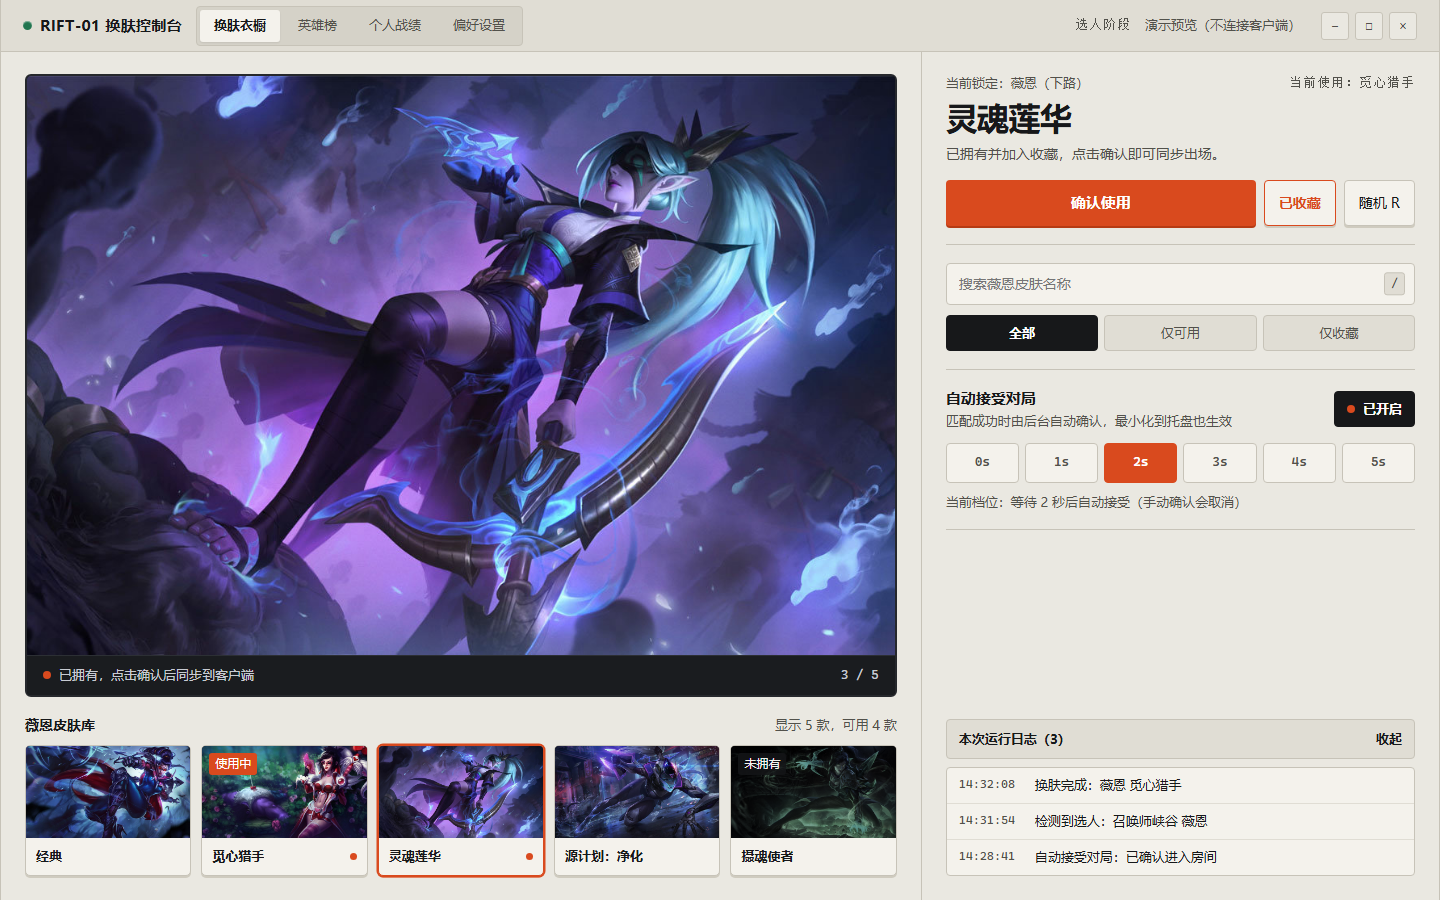 RIFT-01 换肤控制台
换肤衣橱
英雄榜
个人战绩
偏好设置
选人阶段
演示预览（不连接客户端）
已拥有，点击确认后同步到客户端
3 / 5
薇恩皮肤库
显示 5 款，可用 4 款
经典
使用中
觅心猎手
灵魂莲华
源计划：净化
未拥有
摄魂使者
当前锁定：薇恩（下路）
当前使用：觅心猎手
灵魂莲华
已拥有并加入收藏，点击确认即可同步出场。
确认使用
已收藏
随机 R
搜索薇恩皮肤名称
/
全部
仅可用
仅收藏
自动接受对局
匹配成功时由后台自动确认，最小化到托盘也生效
已开启
0s
1s
2s
3s
4s
5s
当前档位：等待 2 秒后自动接受（手动确认会取消）
本次运行日志（3）
收起
14:32:08 换肤完成：薇恩 觅心猎手
14:31:54 检测到选人：召唤师峡谷 薇恩
14:28:41 自动接受对局：已确认进入房间